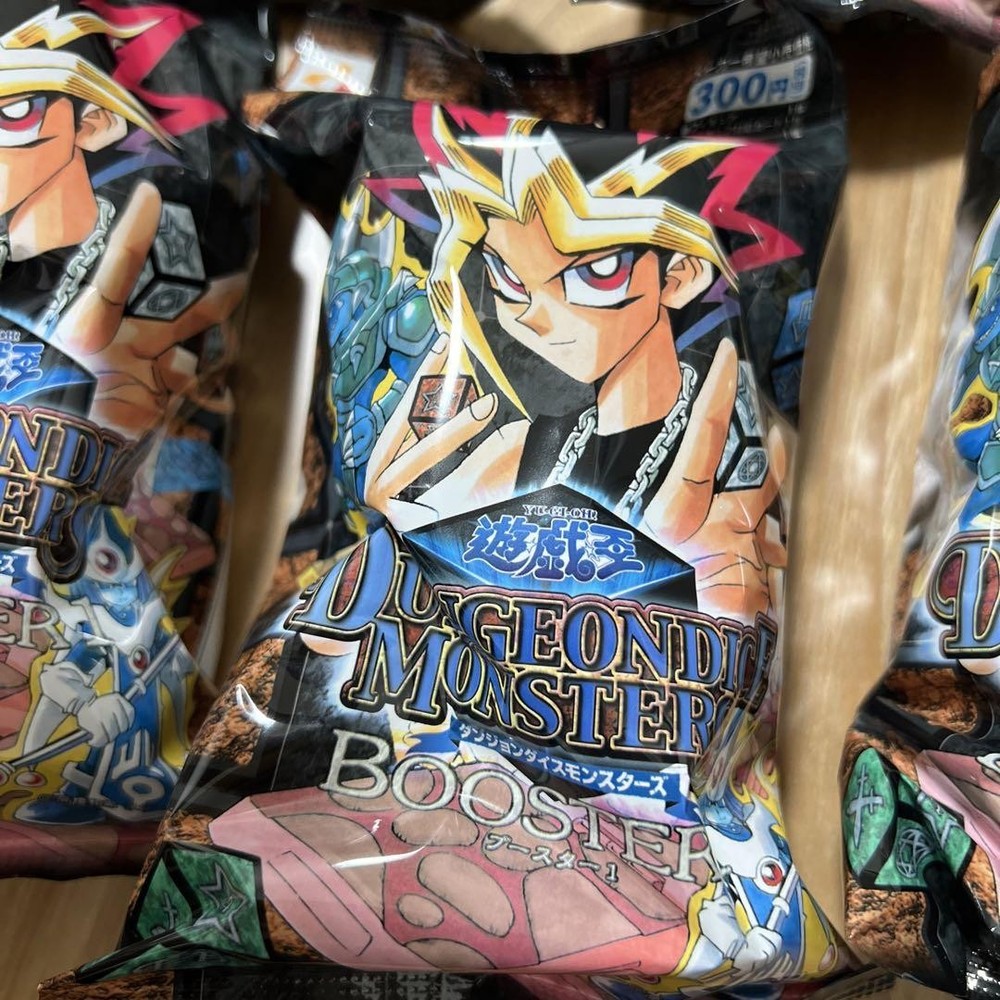 300円
YU-GI-OH!
遊戯王
DUNGEONDICE
MONSTERS
ダンジョンダイスモンスターズ
BOOSTER
ブースター1